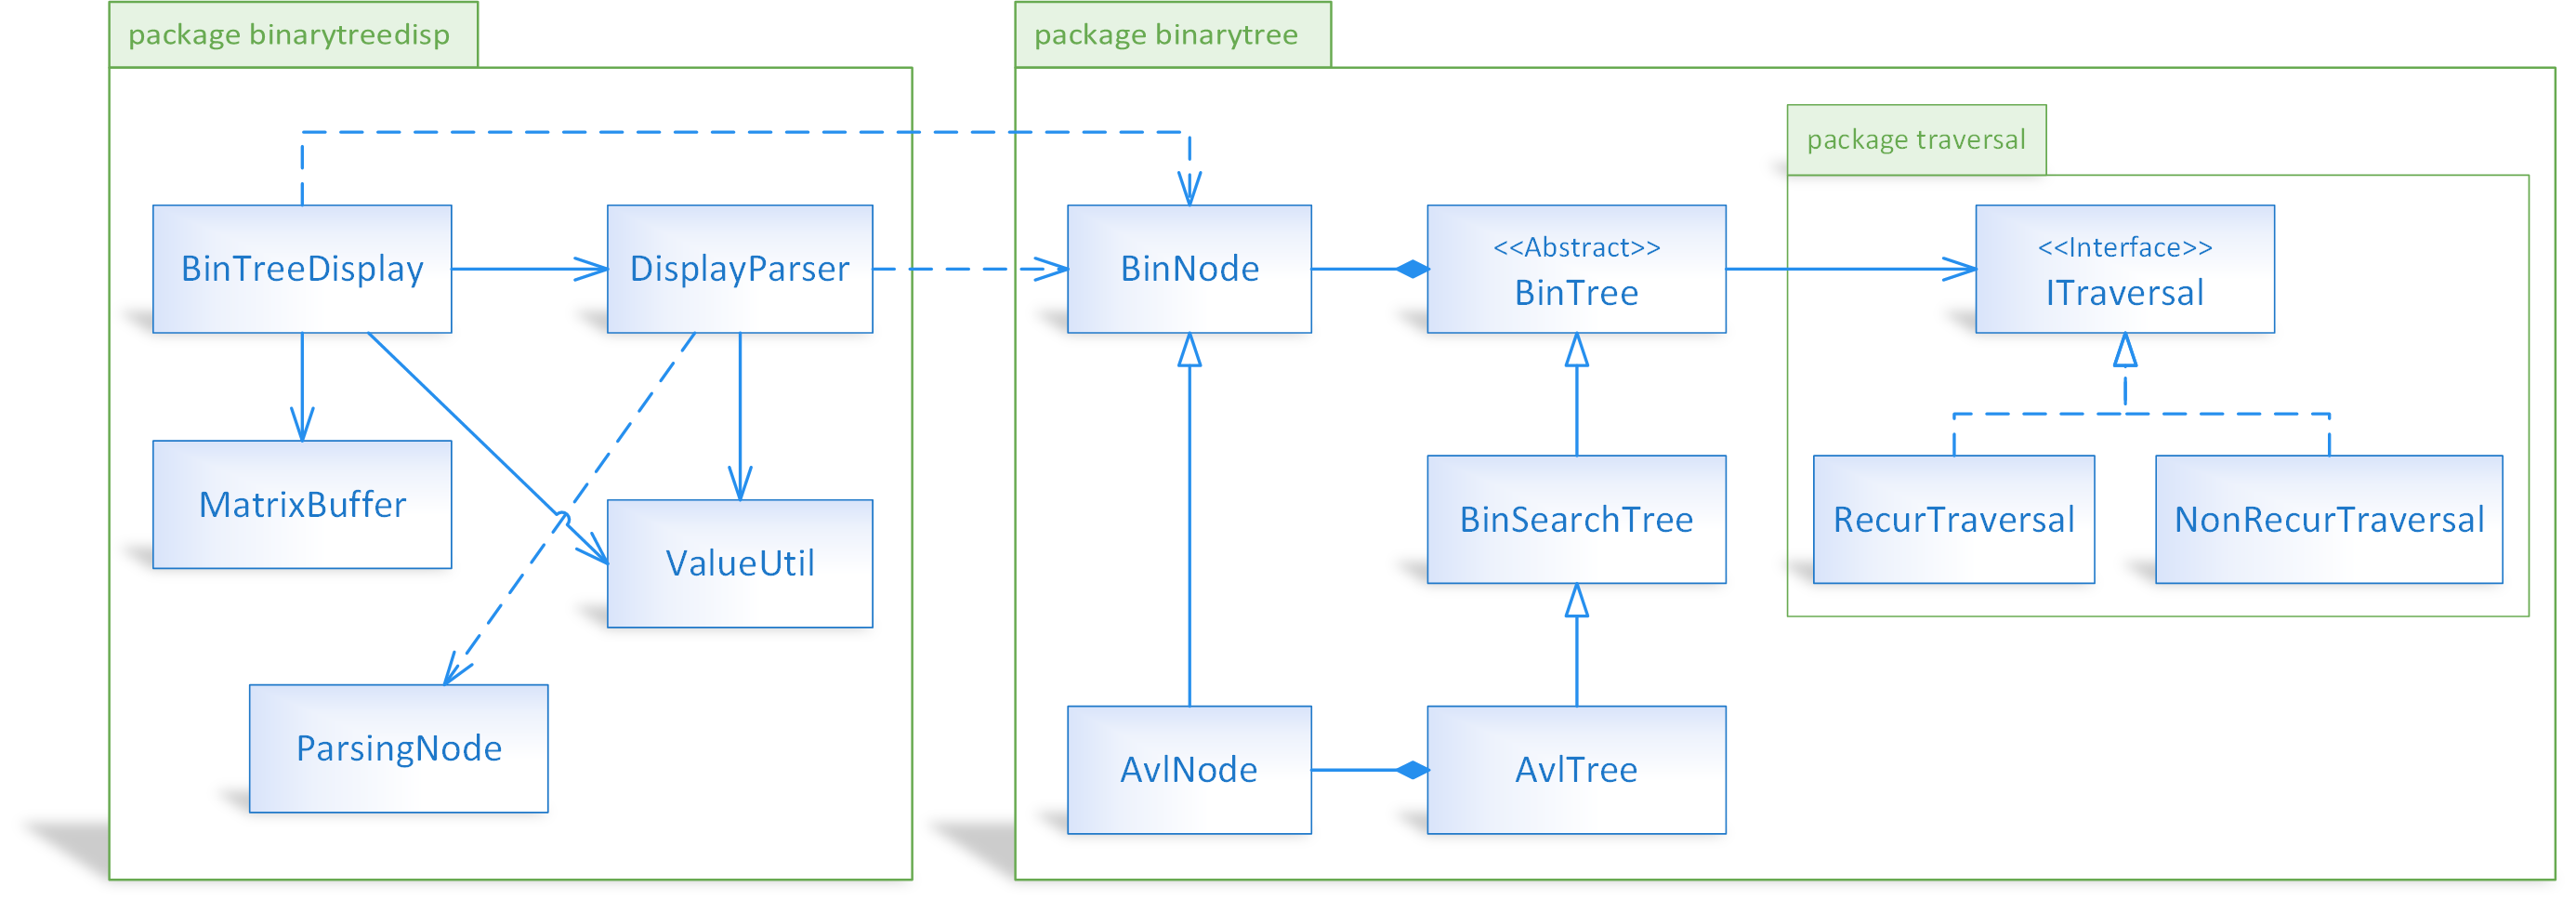 package binarytreedisp
package binarytree
package traversal
BinTreeDisplay
DisplayParser
BinNode
<<Abstract>>
BinTree
<<Interface>>
ITraversal
MatrixBuffer
ValueUtil
BinSearchTree
RecurTraversal
NonRecurTraversal
ParsingNode
AvlNode
AvlTree